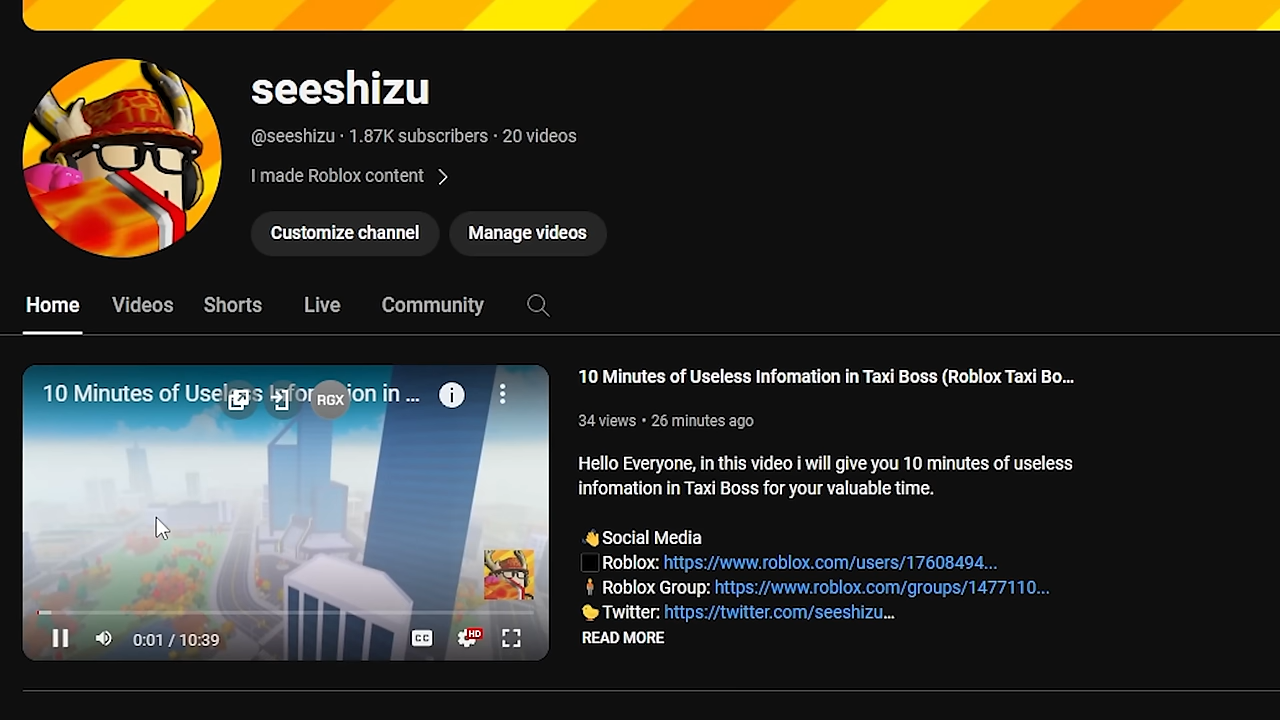 seeshizu
@seeshizu · 1.87K subscribers · 20 videos
I made Roblox content
Customize channel
Manage videos
Home
Videos
Shorts
Live
Community
10 Minutes of Useless Information in ...
RGX
0:01 / 10:39
CC
HD
10 Minutes of Useless Infomation in Taxi Boss (Roblox Taxi Bo...
34 views • 26 minutes ago
Hello Everyone, in this video i will give you 10 minutes of useless
infomation in Taxi Boss for your valuable time.
👋Social Media
Roblox: https://www.roblox.com/users/17608494...
🧍Roblox Group: https://www.roblox.com/groups/1477110...
🐤Twitter: https://twitter.com/seeshizu...
READ MORE